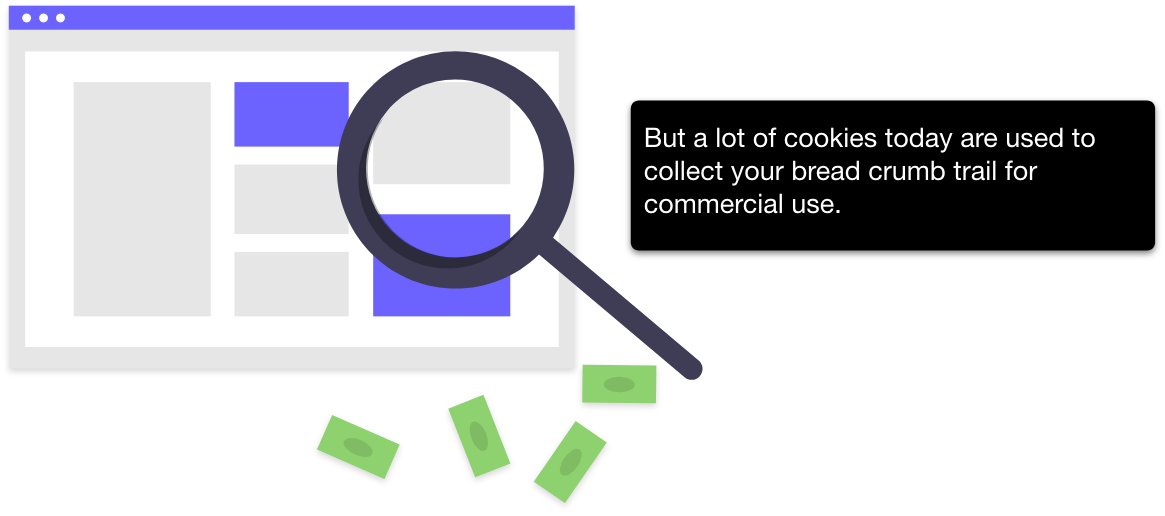 But a lot of cookies today are used to
collect your bread crumb trail for
commercial use.